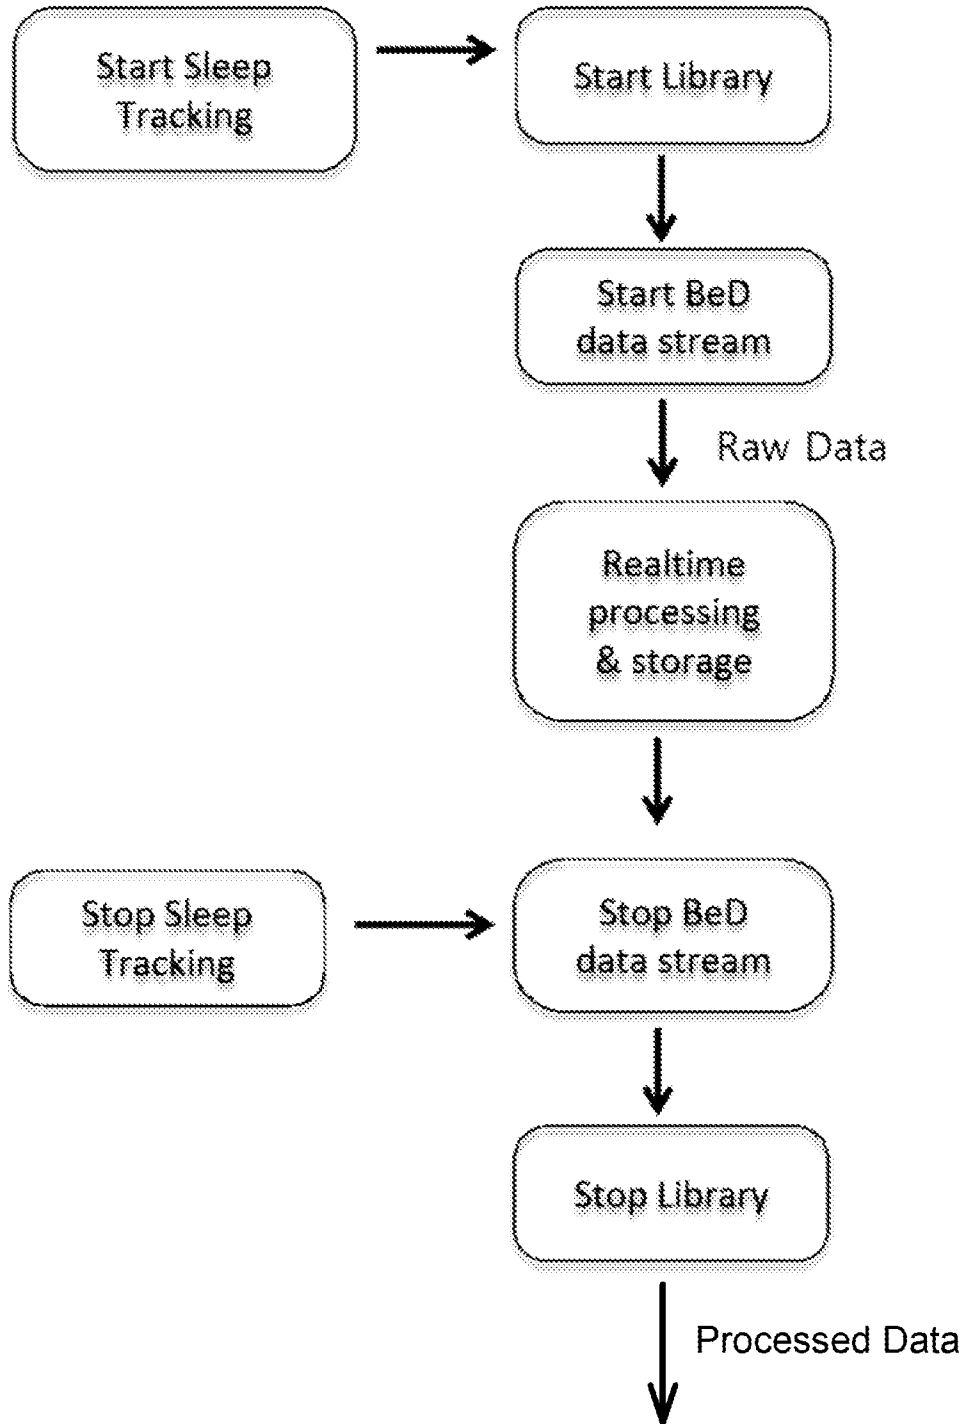 Start Sleep
Tracking
Start Library
Start BeD
data stream
Raw Data
Realtime
processing
& storage
Stop Sleep
Tracking
Stop BeD
data stream
Stop Library
Processed Data